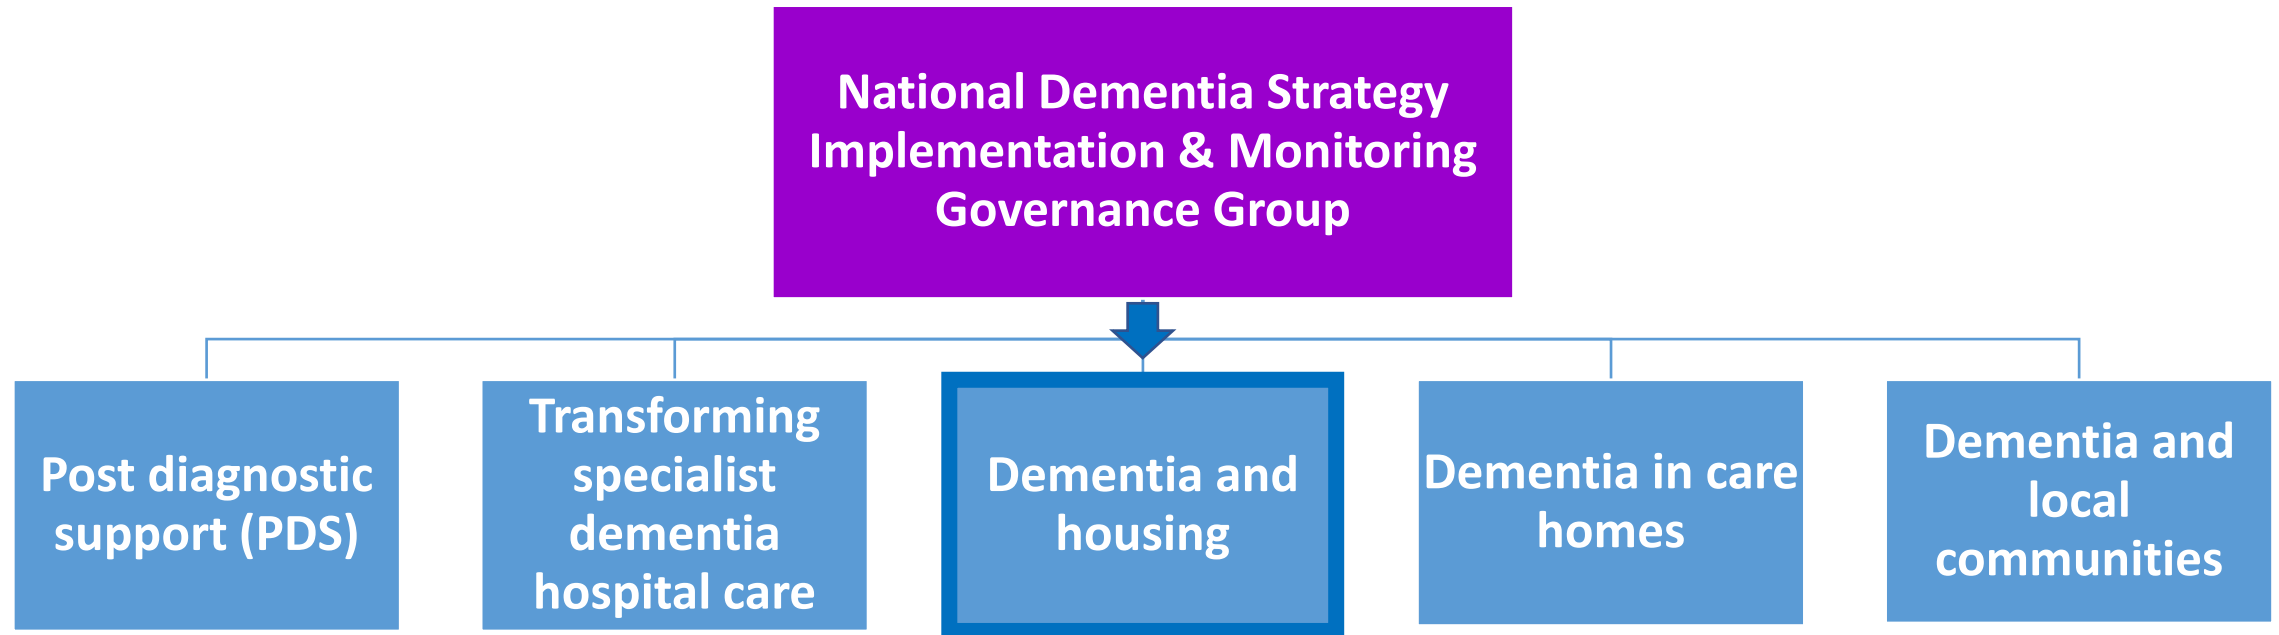 National Dementia Strategy
Implementation & Monitoring
Governance Group
Post diagnostic
support (PDS)
Transforming
specialist
dementia
hospital care
Dementia and
housing
Dementia in care
homes
Dementia and
local
communities